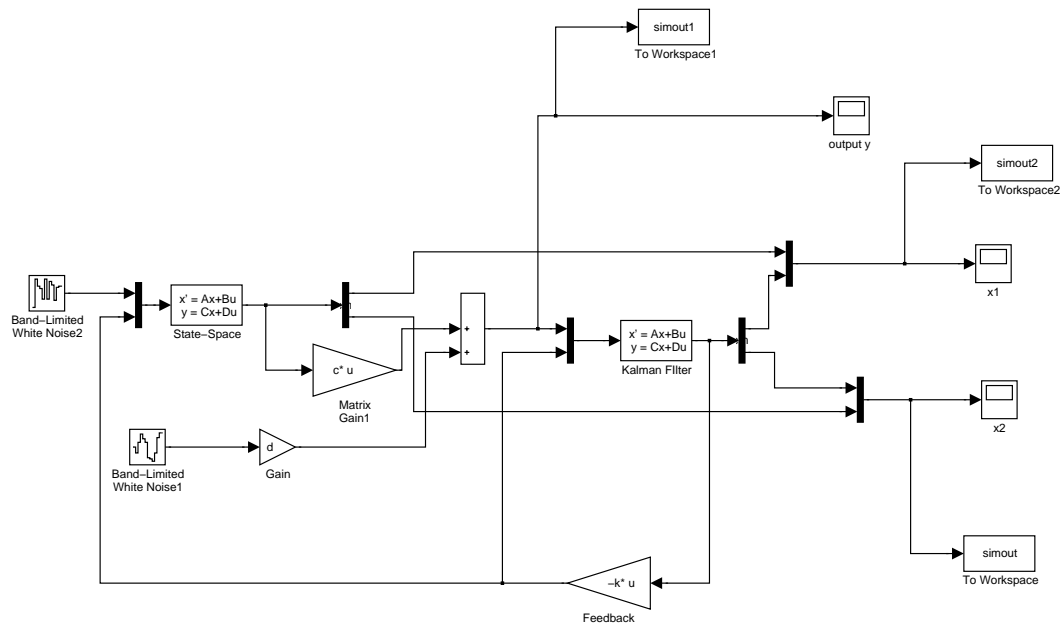 simout1
To Workspace1
output y
simout2
To Workspace2
x1
Band−Limited
White Noise2
x' = Ax+Bu
y = Cx+Du
State−Space
+
+
c* u
Matrix
Gain1
x' = Ax+Bu
y = Cx+Du
Kalman FIlter
x2
Band−Limited
White Noise1
d
Gain
simout
To Workspace
−k* u
Feedback